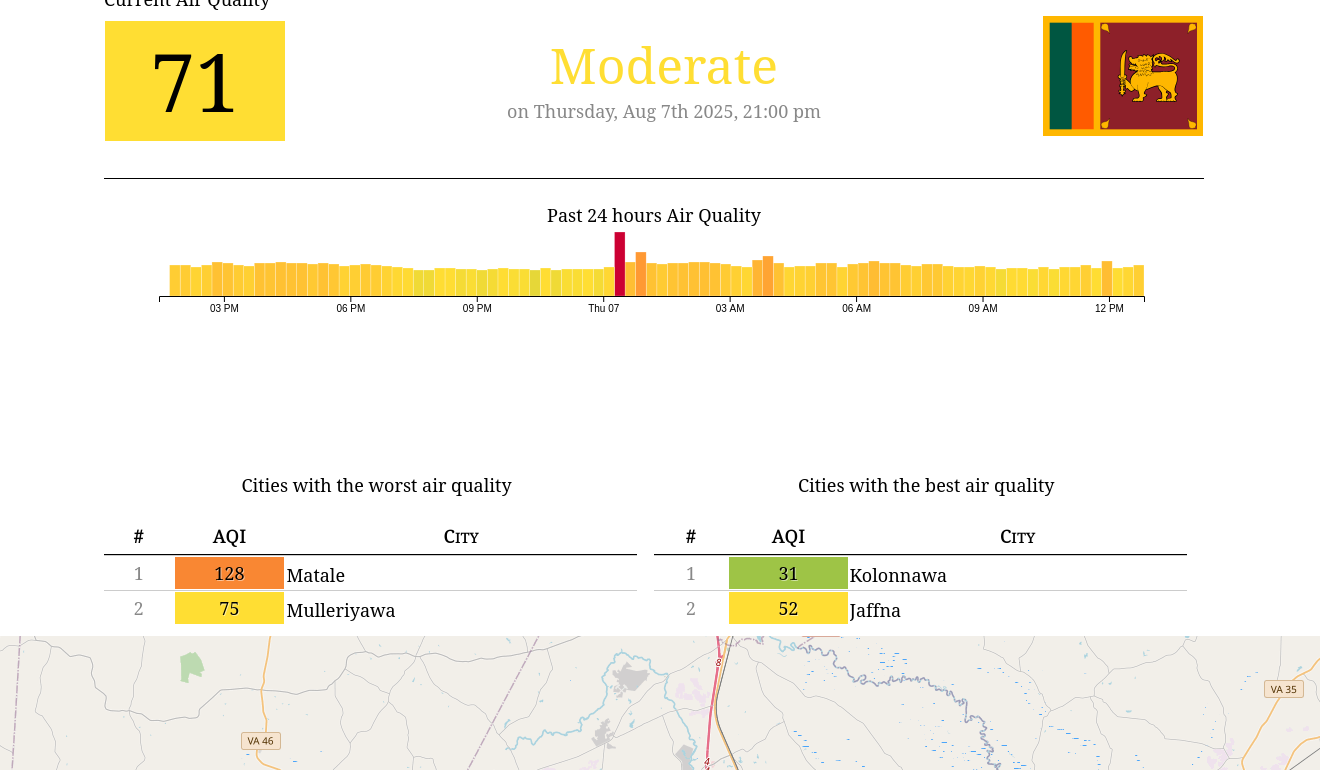 Current Air Quality
71
Moderate
on Thursday, Aug 7th 2025, 21:00 pm
Past 24 hours Air Quality
03 PM 06 PM 09 PM Thu 07 03 AM 06 AM 09 AM 12 PM
Cities with the worst air quality
# AQI City
1 128 Matale
2 75 Mulleriyawa
Cities with the best air quality
# AQI City
1 31 Kolonnawa
2 52 Jaffna
8
VA 35
VA 46
4